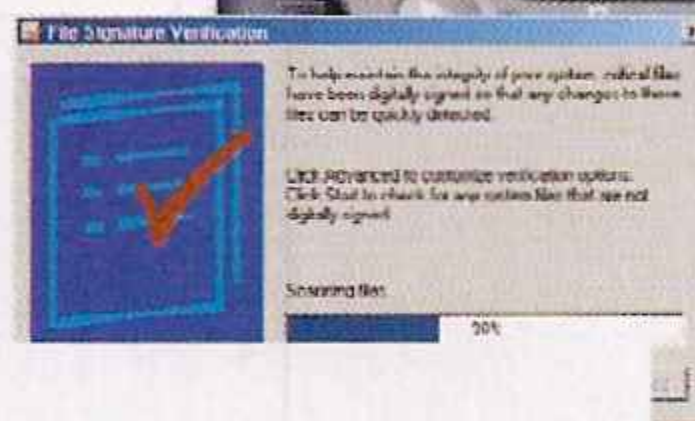 File Signature Verification
To help maintain the integrity of your system, critical files
have been digitally signed so that any changes to these
files can be quickly detected.
Click Advanced to customize verification options.
Click Start to check for any system files that are not
digitally signed.
Scanning files